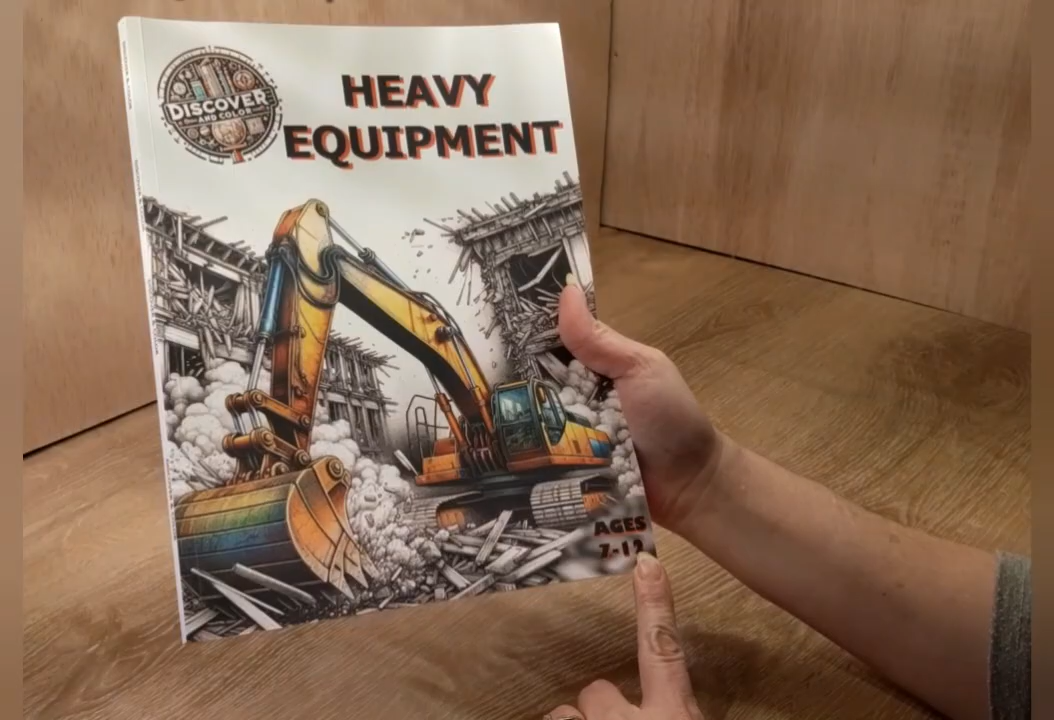 DISCOVER
AND COLOR
HEAVY
EQUIPMENT
AGES
7-12